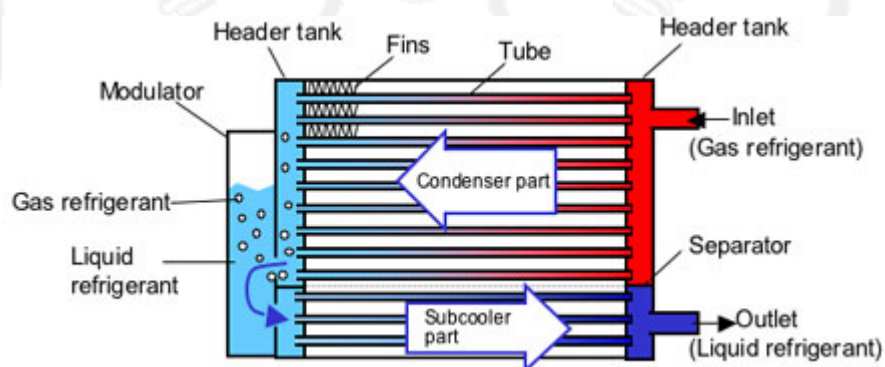 Header tank
Fins
Tube
Header tank
Modulator
Inlet
(Gas refrigerant)
Condenser part
Gas refrigerant
Separator
Liquid
refrigerant
Subcooler
part
Outlet
(Liquid refrigerant)